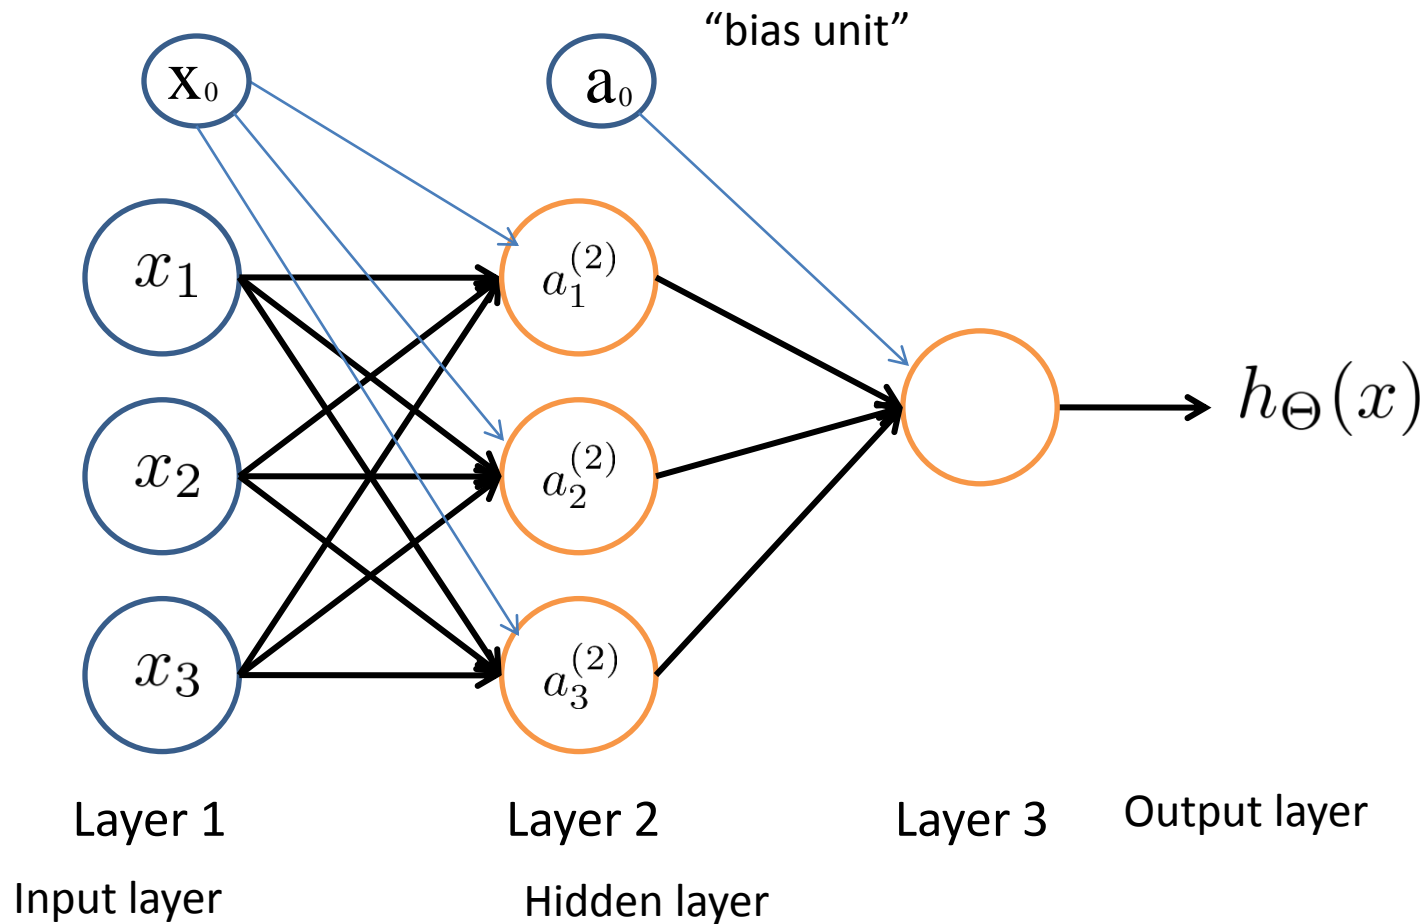 “bias unit”
x₀
a₀
x₁
a₁⁽²⁾
x₂
a₂⁽²⁾
h_Θ(x)
x₃
a₃⁽²⁾
Layer 1
Layer 2
Layer 3
Output layer
Input layer
Hidden layer